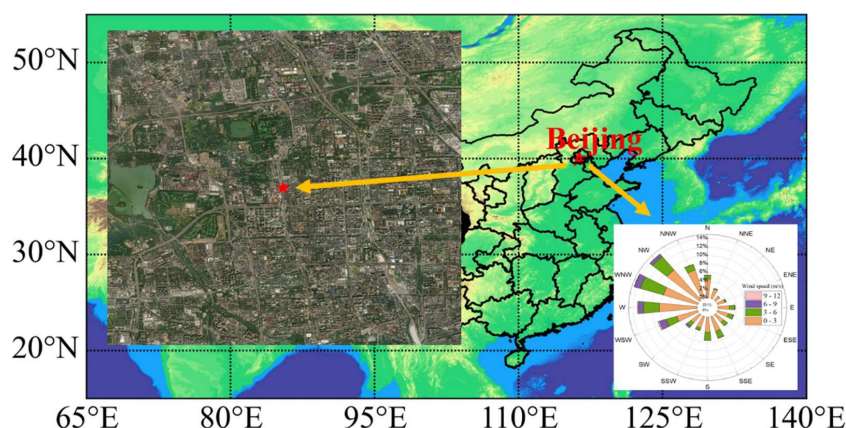 50°N
40°N
30°N
20°N
65°E
80°E
95°E
110°E
125°E
140°E
Beijing
N
NNE
NE
ENE
E
ESE
SE
SSE
S
SSW
SW
WSW
W
WNW
NW
NNW
14%
12%
10%
8%
6%
4%
2%
Wind speed (m/s)
9 - 12
6 - 9
3 - 6
0 - 3